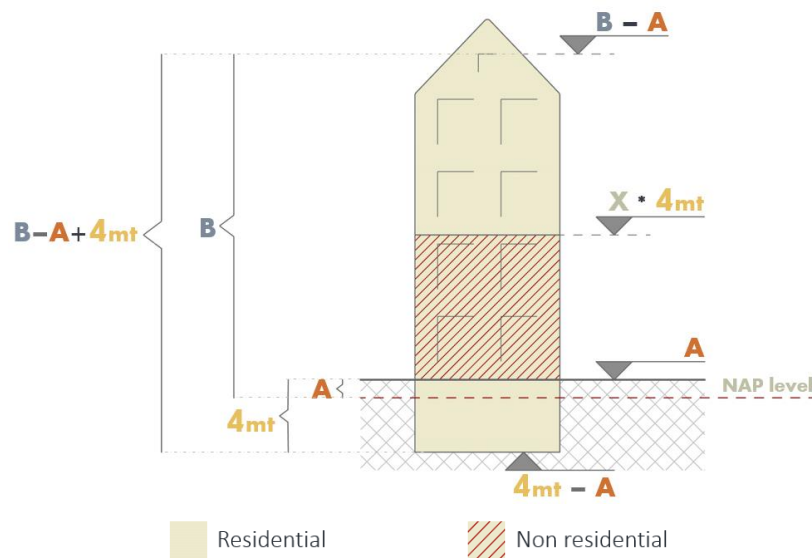 B – A
X * 4mt
B–A+4mt
B
A
A
NAP level
4mt
4mt – A
Residential
Non residential